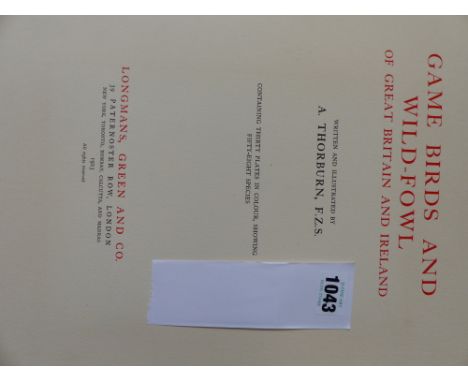 GAME BIRDS AND
WILD-FOWL
OF GREAT BRITAIN AND IRELAND
WRITTEN AND ILLUSTRATED BY
A. THORBURN, F.Z.S.
CONTAINING THIRTY PLATES IN COLOUR, SHOWING
FIFTY-EIGHT SPECIES
LONGMANS, GREEN AND CO.
39 PATERNOSTER ROW, LONDON
NEW YORK, TORONTO, BOMBAY, CALCUTTA, AND MADRAS
1923
All rights reserved
1043